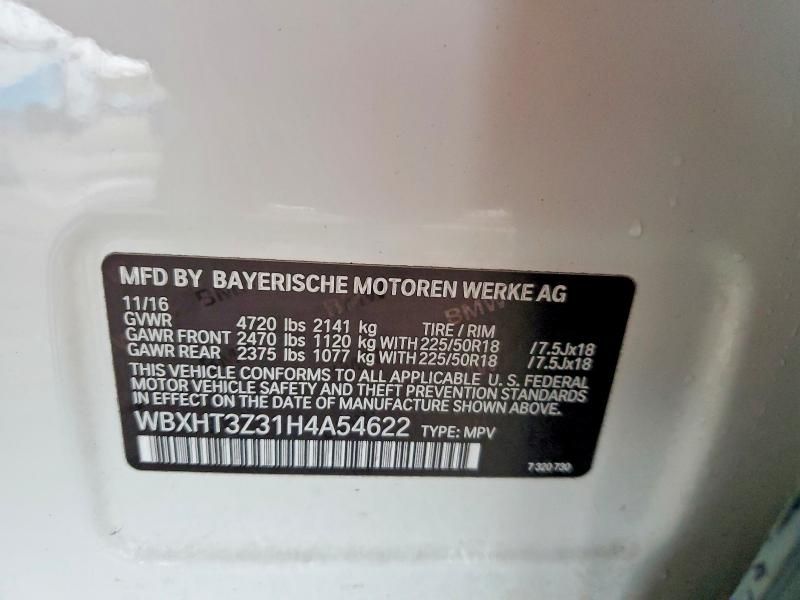 MFD BY BAYERISCHE MOTOREN WERKE AG
11/16
GVWR 4720 lbs 2141 kg TIRE / RIM
GAWR FRONT 2470 lbs 1120 kg WITH 225/50R18 /7.5Jx18
GAWR REAR 2375 lbs 1077 kg WITH 225/50R18 /7.5Jx18
THIS VEHICLE CONFORMS TO ALL APPLICABLE U. S. FEDERAL
MOTOR VEHICLE SAFETY AND THEFT PREVENTION STANDARDS
IN EFFECT ON THE DATE OF MANUFACTURE SHOWN ABOVE.
WBXHT3Z31H4A54622 TYPE: MPV
7 320 730